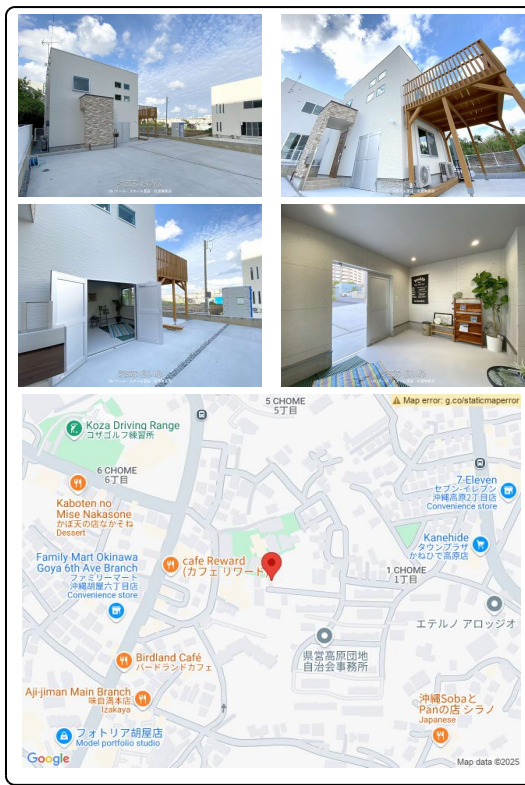 5 CHOME
5丁目
Map error: g.co/staticmaperror
Koza Driving Range
コザゴルフ練習所
6 CHOME
6丁目
7-Eleven
セブン-イレブン
沖縄高原2丁目店
Convenience store
Kaboten no
Mise Nakasone
かぼ天の店なかそね
Dessert
Kanehide
タウンプラザ
かねひで高原店
Family Mart Okinawa
Goya 6th Ave Branch
ファミリーマート
沖縄胡屋六丁目店
Convenience store
cafe Reward
(カフェ リワード)
1 CHOME
1丁目
エテルノ アロッジオ
県営高原団地
自治会事務所
Birdland Café
バードランドカフェ
Aji-jiman Main Branch
味自満本店
Izakaya
沖縄Sobaと
Panの店 シラノ
Japanese
フォトリア胡屋店
Model portfolio studio
Google
Map data ©2025